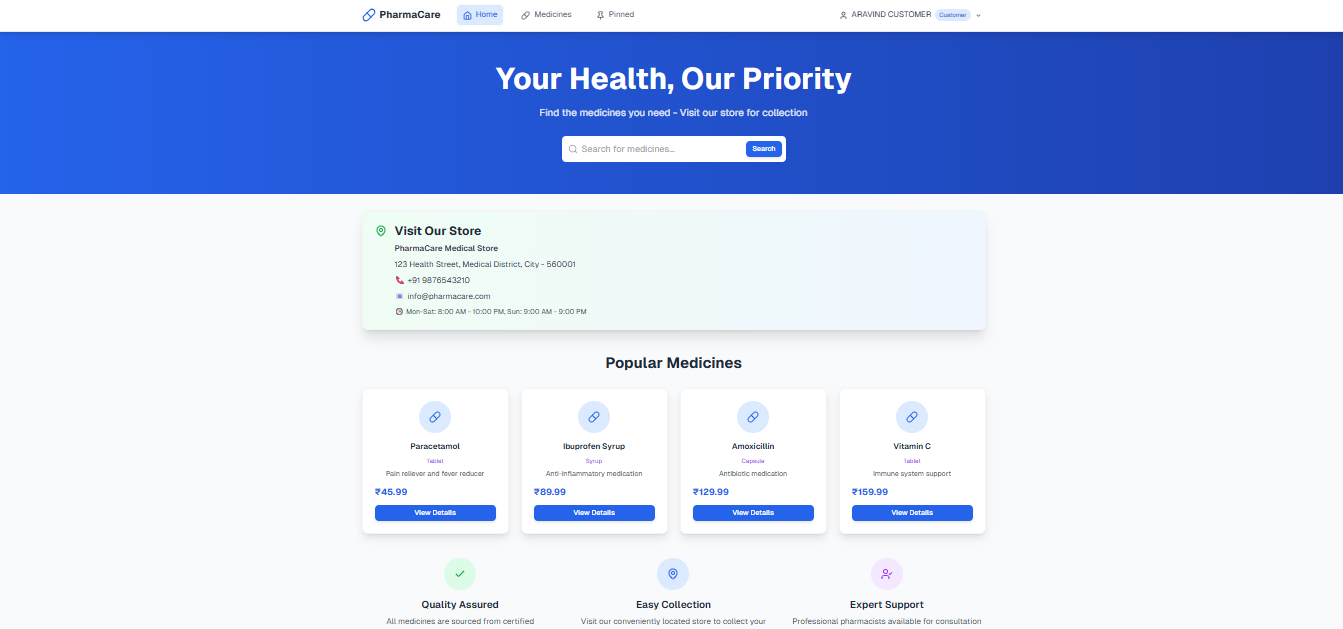 PharmaCare
Home
Medicines
Pinned
ARAVIND CUSTOMER
Customer
Your Health, Our Priority
Find the medicines you need - Visit our store for collection
Search for medicines...
Search
Visit Our Store
PharmaCare Medical Store
123 Health Street, Medical District, City - 560001
+91 9876543210
info@pharmacare.com
Mon-Sat: 8:00 AM - 10:00 PM, Sun: 9:00 AM - 9:00 PM
Popular Medicines
Paracetamol
Tablet
Pain reliever and fever reducer
₹45.99
View Details
Ibuprofen Syrup
Syrup
Anti-inflammatory medication
₹89.99
View Details
Amoxicillin
Capsule
Antibiotic medication
₹129.99
View Details
Vitamin C
Tablet
Immune system support
₹159.99
View Details
Quality Assured
All medicines are sourced from certified
Easy Collection
Visit our conveniently located store to collect your
Expert Support
Professional pharmacists available for consultation